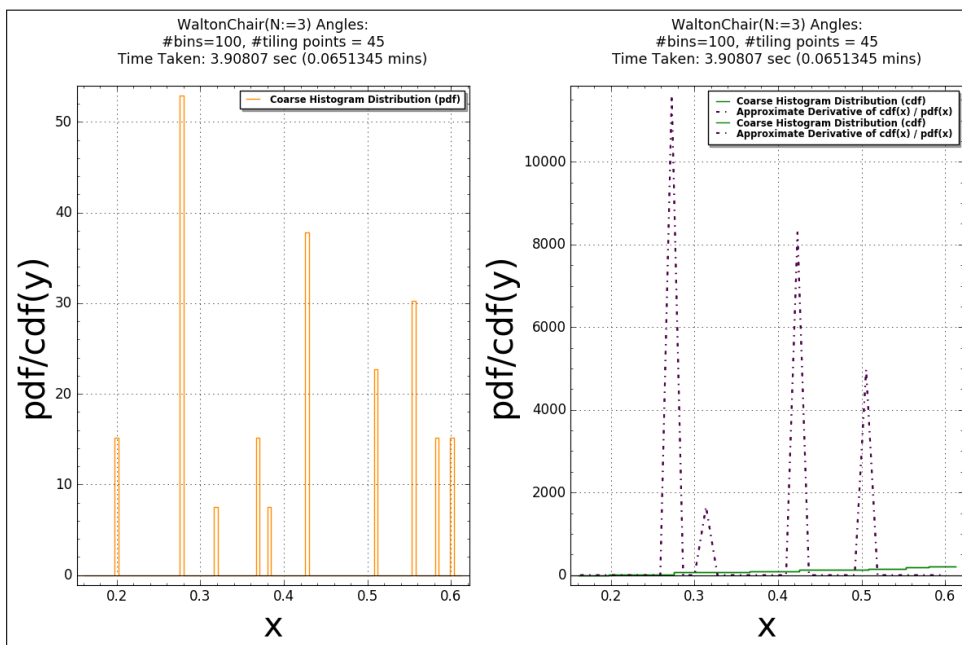 WaltonChair(N:=3) Angles:
#bins=100, #tiling points = 45
Time Taken: 3.90807 sec (0.0651345 mins)
Coarse Histogram Distribution (pdf)
50
40
30
20
10
0
pdf/cdf(y)
0.2 0.3 0.4 0.5 0.6
x
WaltonChair(N:=3) Angles:
#bins=100, #tiling points = 45
Time Taken: 3.90807 sec (0.0651345 mins)
Coarse Histogram Distribution (cdf)
Approximate Derivative of cdf(x) / pdf(x)
Coarse Histogram Distribution (cdf)
Approximate Derivative of cdf(x) / pdf(x)
10000
8000
6000
4000
2000
0
pdf/cdf(y)
0.2 0.3 0.4 0.5 0.6
x